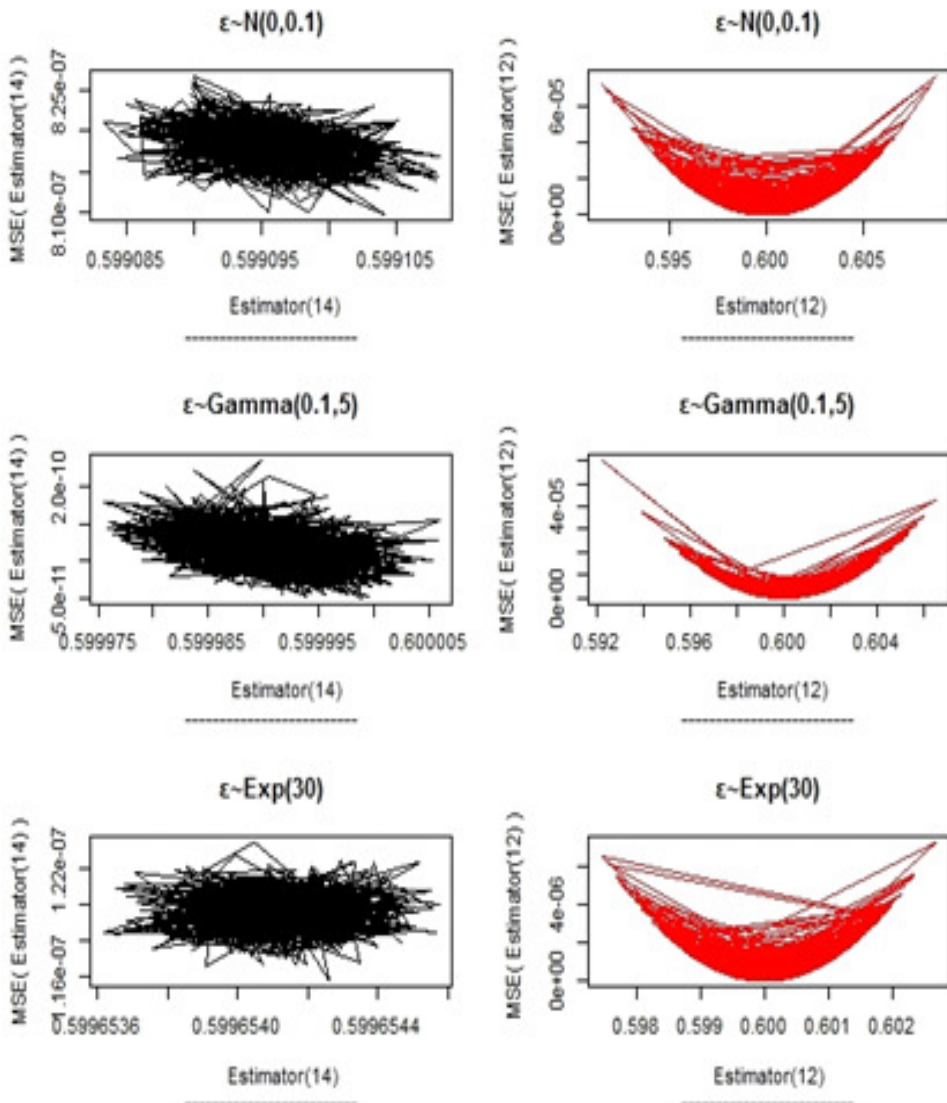 ε~N(0,0.1)
MSE( Estimator(14) )
8.10e-07 8.25e-07
0.599085 0.599095 0.599105
Estimator(14)
-------------------------
ε~N(0,0.1)
MSE( Estimator(12) )
0e+00 6e-05
0.595 0.600 0.605
Estimator(12)
-------------------------
ε~Gamma(0.1,5)
MSE( Estimator(14) )
5.0e-11 2.0e-10
0.599975 0.599985 0.599995 0.600005
Estimator(14)
-------------------------
ε~Gamma(0.1,5)
MSE( Estimator(12) )
0e+00 4e-05
0.592 0.596 0.600 0.604
Estimator(12)
-------------------------
ε~Exp(30)
MSE( Estimator(14) )
1.16e-07 1.22e-07
0.5996536 0.5996540 0.5996544
Estimator(14)
-------------------------
ε~Exp(30)
MSE( Estimator(12) )
0e+00 4e-06
0.598 0.599 0.600 0.601 0.602
Estimator(12)
-------------------------